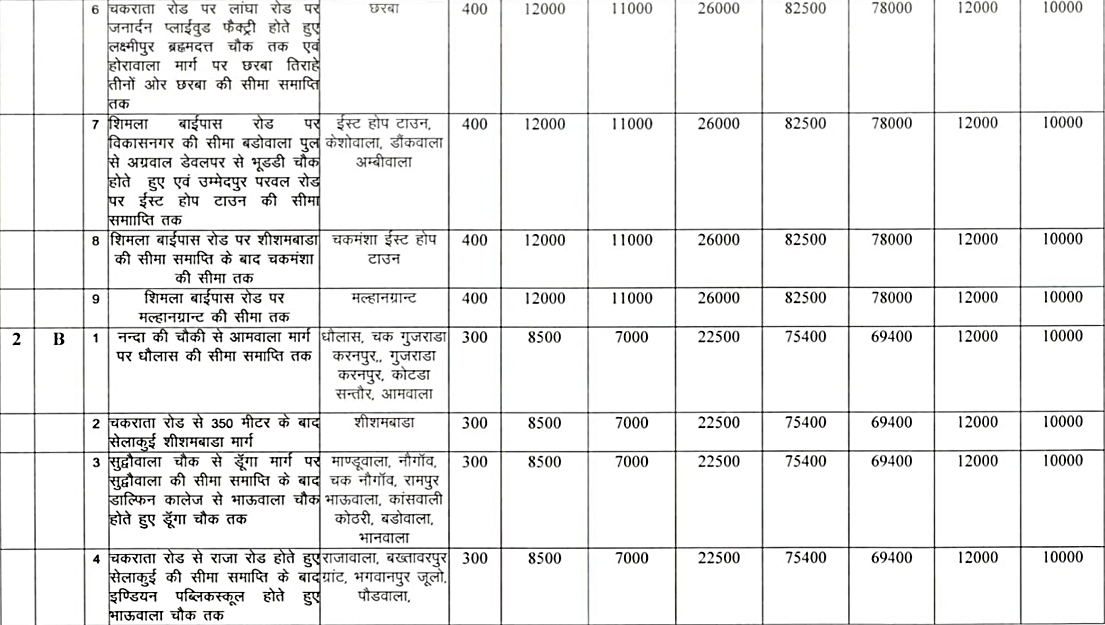 6 चकराता रोड पर लांघा रोड पर छरबा 400 12000 11000 26000 82500 78000 12000 10000
जनार्दन प्लाईवुड फैक्ट्री होते हुए
लक्ष्मीपुर ब्रह्मदत्त चौक तक एवं
होरावाला मार्ग पर छरबा तिराहे
तीनों ओर छरबा की सीमा समाप्ति
तक
7 शिमला बाईपास रोड पर ईस्ट होप टाउन, 400 12000 11000 26000 82500 78000 12000 10000
विकासनगर की सीमा बडोवाला पुल केशोवाला, डौंकवाला
से अग्रवाल डेवलपर से भूडडी चौक अम्बीवाला
होते हुए एवं उम्मेदपुर परवल रोड
पर ईस्ट होप टाउन की सीमा
समााप्ति तक
8 शिमला बाईपास रोड पर शीशमबाडा चकमंशा ईस्ट होप 400 12000 11000 26000 82500 78000 12000 10000
की सीमा समाप्ति के बाद चकमंशा टाउन
की सीमा तक
9 शिमला बाईपास रोड पर मल्हानग्रान्ट 400 12000 11000 26000 82500 78000 12000 10000
मल्हानग्रान्ट की सीमा तक
2 B 1 नन्दा की चौकी से आमवाला मार्ग धौलास, चक गुजराडा 300 8500 7000 22500 75400 69400 12000 10000
पर धौलास की सीमा समाप्ति तक करनपुर,, गुजराडा
करनपुर, कोटडा
सन्तौर, आमवाला
2 चकराता रोड से 350 मीटर के बाद शीशमबाडा 300 8500 7000 22500 75400 69400 12000 10000
सेलाकुई शीशमबाडा मार्ग
3 सुद्वौवाला चौक से डूँगा मार्ग पर माण्डूवाला, नौगॉव, 300 8500 7000 22500 75400 69400 12000 10000
सुद्वौवाला की सीमा समाप्ति के बाद चक नौगॉव, रामपुर
डाल्फिन कालेज से भाऊवाला चौक भाऊवाला, कांसवाली
होते हुए डूँगा चौक तक कोठरी, बडोवाला,
भानवाला
4 चकराता रोड से राजा रोड होते हुए राजावाला, बख्तावरपुर 300 8500 7000 22500 75400 69400 12000 10000
सेलाकुई की सीमा समाप्ति के बाद ग्रांट, भगवानपुर जूलो,
इण्डियन पब्लिकस्कूल होते हुए पौडवाला,
भाऊवाला चौक तक